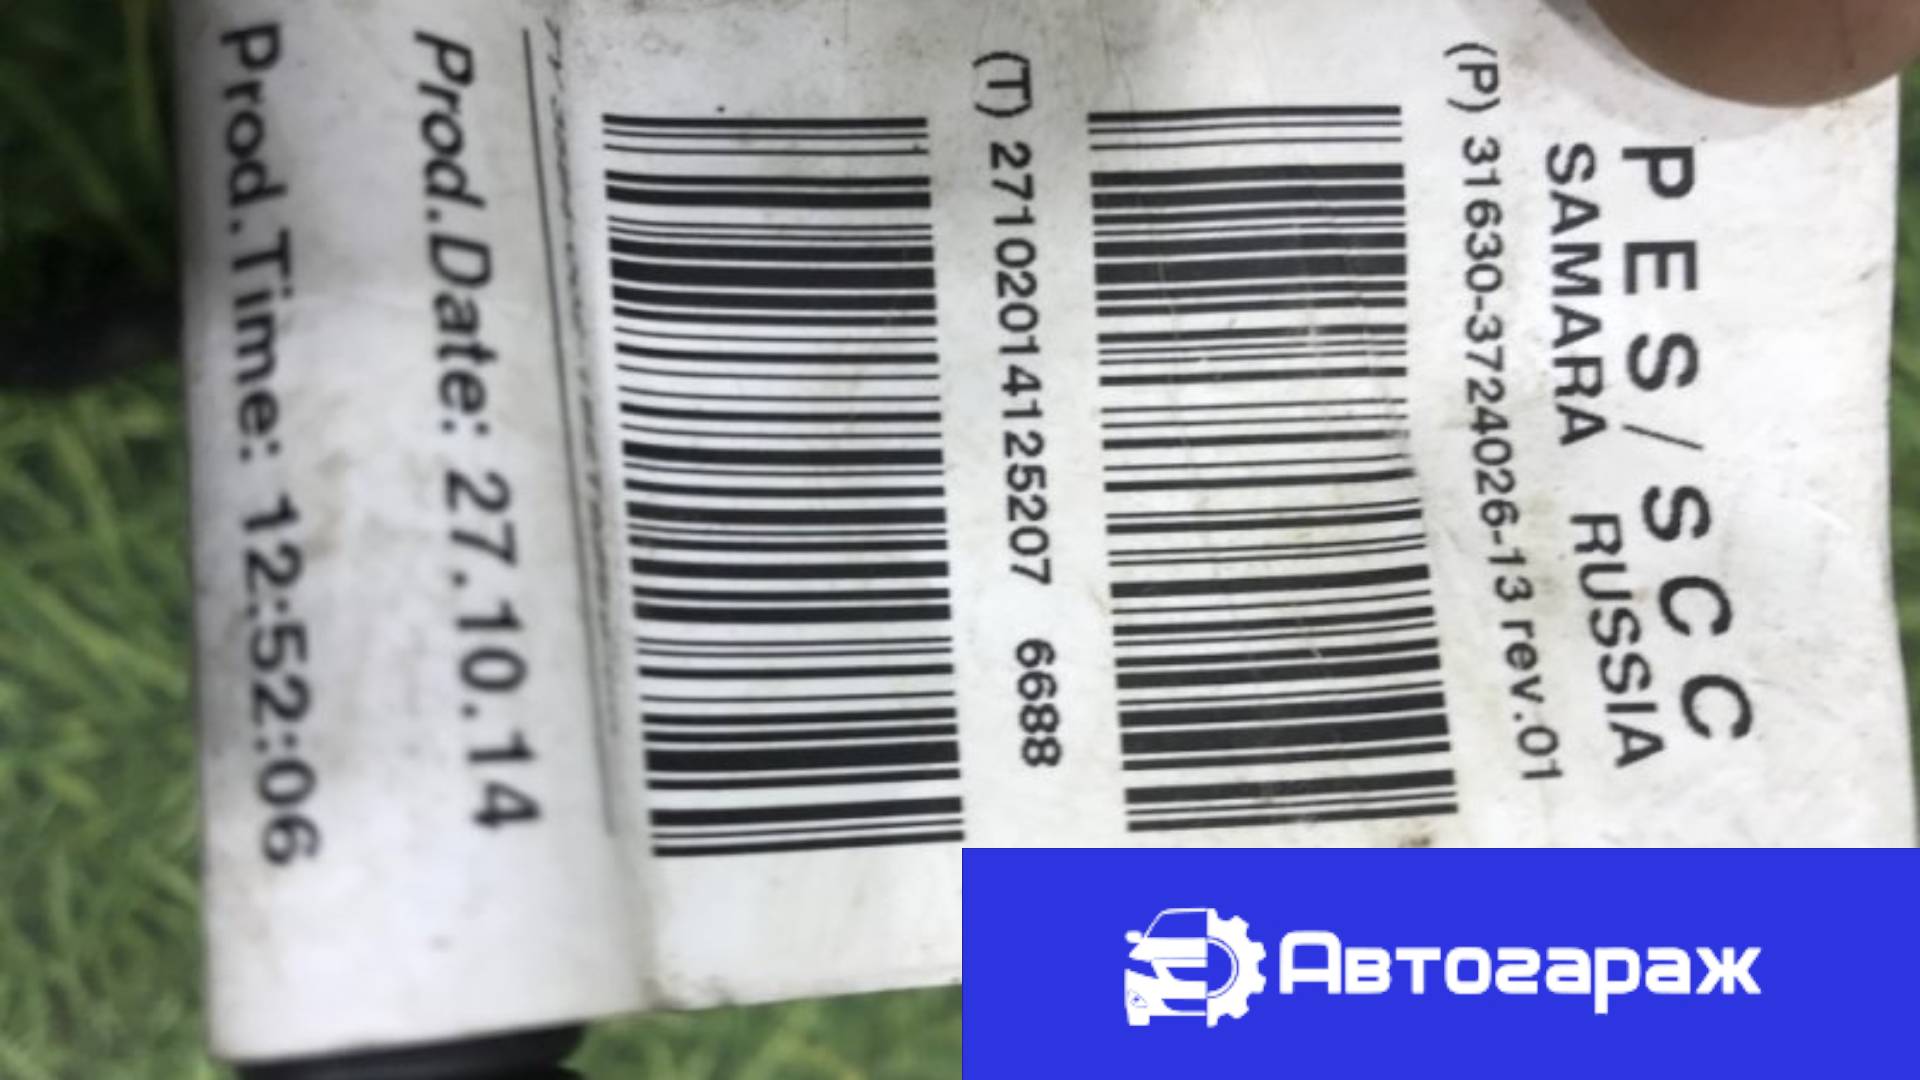 PES/SCC
SAMARA RUSSIA
(P) 31630-3724026-13 rev.01
(T) 27102014125207 6688
Prod.Date: 27.10.14
Prod.Time: 12:52:06
Автогараж